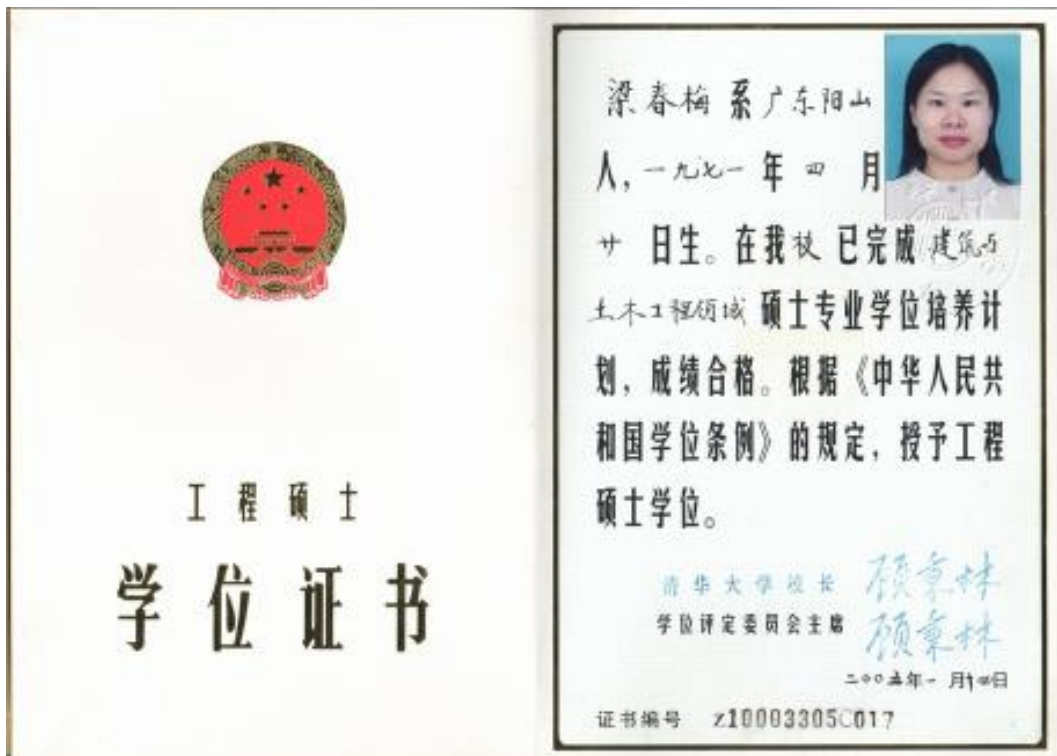 工程硕士
学位证书
梁春梅系广东阳山
人，一九七一年四月
廿日生。在我校已完成建筑与
土木工程领域硕士专业学位培养计
划，成绩合格。根据《中华人民共
和国学位条例》的规定，授予工程
硕士学位。
清华大学校长 顾秉林
学位评定委员会主席 顾秉林
二〇〇五年一月十四日
证书编号 Z10003305C017